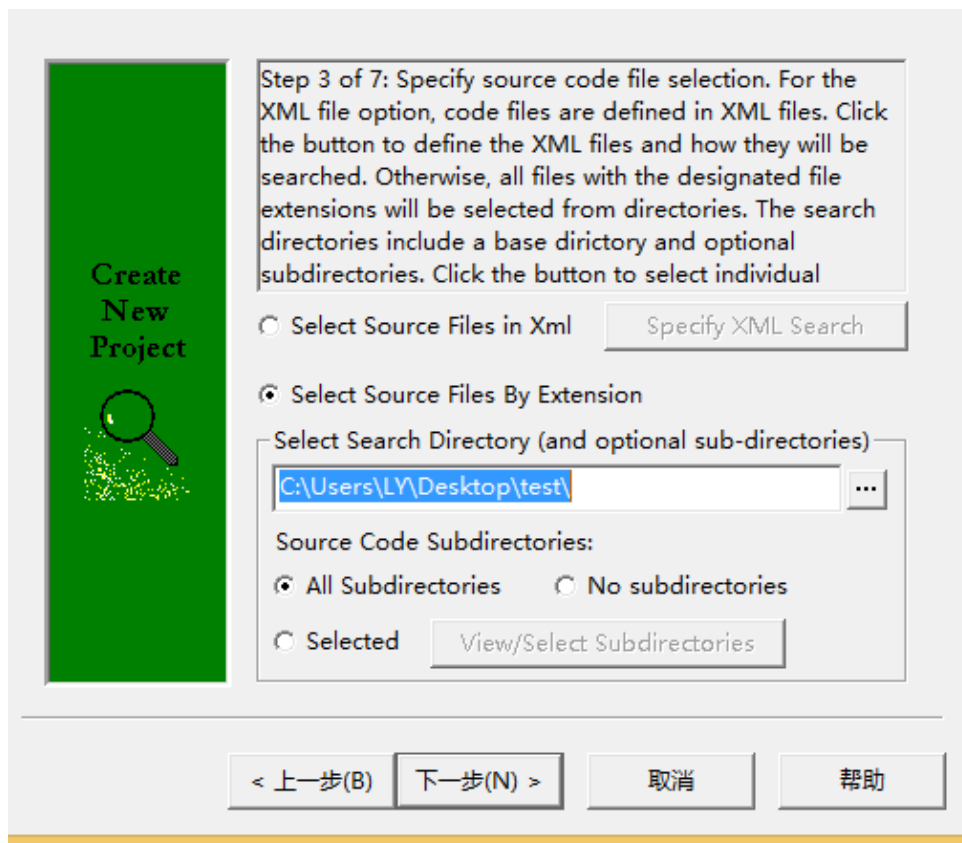 Create
New
Project
Step 3 of 7: Specify source code file selection. For the
XML file option, code files are defined in XML files. Click
the button to define the XML files and how they will be
searched. Otherwise, all files with the designated file
extensions will be selected from directories. The search
directories include a base dirictory and optional
subdirectories. Click the button to select individual
Select Source Files in Xml
Specify XML Search
Select Source Files By Extension
Select Search Directory (and optional sub-directories)
C:\Users\LY\Desktop\test\
...
Source Code Subdirectories:
All Subdirectories
No subdirectories
Selected
View/Select Subdirectories
< 上一步(B)
下一步(N) >
取消
帮助